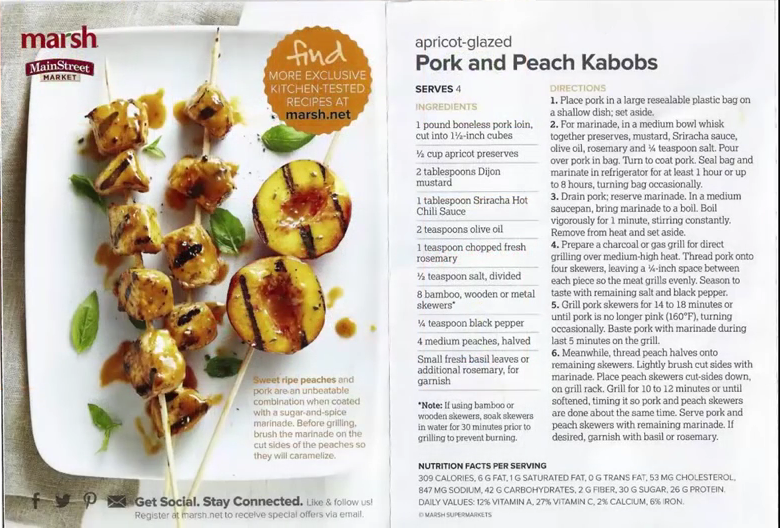 marsh
MainStreet
MARKET
find
MORE EXCLUSIVE
KITCHEN-TESTED
RECIPES AT
marsh.net
Sweet ripe peaches and
pork are an unbeatable
combination when coated
with a sugar-and-spice
marinade. Before grilling,
brush the marinade on the
cut sides of the peaches so
they will caramelize.
Get Social. Stay Connected. Like & follow us!
Register at marsh.net to receive special offers via email.
apricot-glazed
Pork and Peach Kabobs
SERVES 4
INGREDIENTS
1 pound boneless pork loin,
cut into 1½-inch cubes
½ cup apricot preserves
2 tablespoons Dijon
mustard
1 tablespoon Sriracha Hot
Chili Sauce
2 teaspoons olive oil
1 teaspoon chopped fresh
rosemary
½ teaspoon salt, divided
8 bamboo, wooden or metal
skewers*
¼ teaspoon black pepper
4 medium peaches, halved
Small fresh basil leaves or
additional rosemary, for
garnish
*Note: If using bamboo or
wooden skewers, soak skewers
in water for 30 minutes prior to
grilling to prevent burning.
DIRECTIONS
1. Place pork in a large resealable plastic bag on
a shallow dish; set aside.
2. For marinade, in a medium bowl whisk
together preserves, mustard, Sriracha sauce,
olive oil, rosemary and ¼ teaspoon salt. Pour
over pork in bag. Turn to coat pork. Seal bag and
marinate in refrigerator for at least 1 hour or up
to 8 hours, turning bag occasionally.
3. Drain pork; reserve marinade. In a medium
saucepan, bring marinade to a boil. Boil
vigorously for 1 minute, stirring constantly.
Remove from heat and set aside.
4. Prepare a charcoal or gas grill for direct
grilling over medium-high heat. Thread pork onto
four skewers, leaving a ¼-inch space between
each piece so the meat grills evenly. Season to
taste with remaining salt and black pepper.
5. Grill pork skewers for 14 to 18 minutes or
until pork is no longer pink (160°F), turning
occasionally. Baste pork with marinade during
last 5 minutes on the grill.
6. Meanwhile, thread peach halves onto
remaining skewers. Lightly brush cut sides with
marinade. Place peach skewers cut-sides down,
on grill rack. Grill for 10 to 12 minutes or until
softened, timing it so pork and peach skewers
are done about the same time. Serve pork and
peach skewers with remaining marinade. If
desired, garnish with basil or rosemary.
NUTRITION FACTS PER SERVING
309 CALORIES, 6 G FAT, 1 G SATURATED FAT, 0 G TRANS FAT, 53 MG CHOLESTEROL,
847 MG SODIUM, 42 G CARBOHYDRATES, 2 G FIBER, 30 G SUGAR, 26 G PROTEIN.
DAILY VALUES: 12% VITAMIN A, 27% VITAMIN C, 2% CALCIUM, 6% IRON.
© MARSH SUPERMARKETS